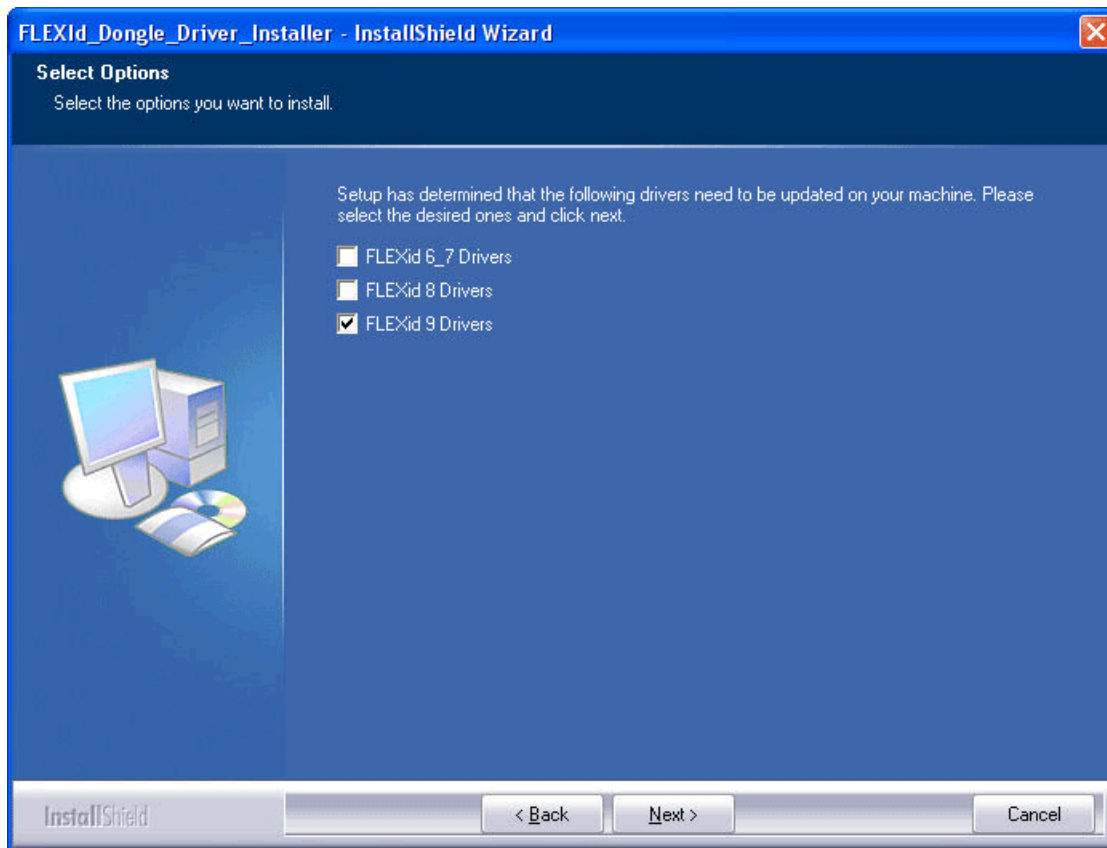 FLEXId_Dongle_Driver_Installer - InstallShield Wizard
Select Options
Select the options you want to install.
Setup has determined that the following drivers need to be updated on your machine. Please
select the desired ones and click next.
FLEXid 6_7 Drivers
FLEXid 8 Drivers
FLEXid 9 Drivers
InstallShield
< Back
Next >
Cancel